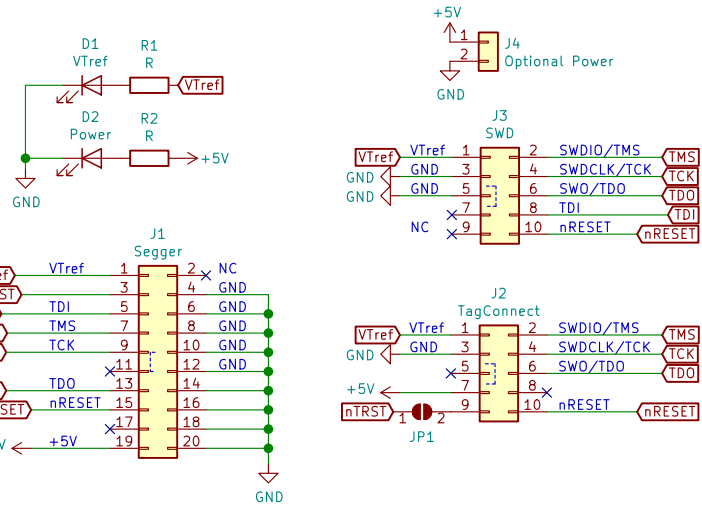 D1
VTref
R1
R
VTref
D2
Power
R2
R
+5V
GND
+5V
1
2
J4
Optional Power
GND
J3
SWD
VTref VTref 1 2 SWDIO/TMS TMS
GND GND 3 4 SWDCLK/TCK TCK
GND GND 5 6 SWO/TDO TDO
7 8 TDI TDI
NC 9 10 nRESET nRESET
J1
Segger
ef VTref 1 2 NC
ST 3 4 GND
TDI 5 6 GND
TMS 7 8 GND
TCK 9 10 GND
11 12 GND
TDO 13 14
SET nRESET 15 16
17 18
V +5V 19 20
GND
J2
TagConnect
VTref VTref 1 2 SWDIO/TMS TMS
GND GND 3 4 SWDCLK/TCK TCK
5 6 SWO/TDO TDO
+5V 7 8
nTRST 1 2 9 10 nRESET nRESET
JP1